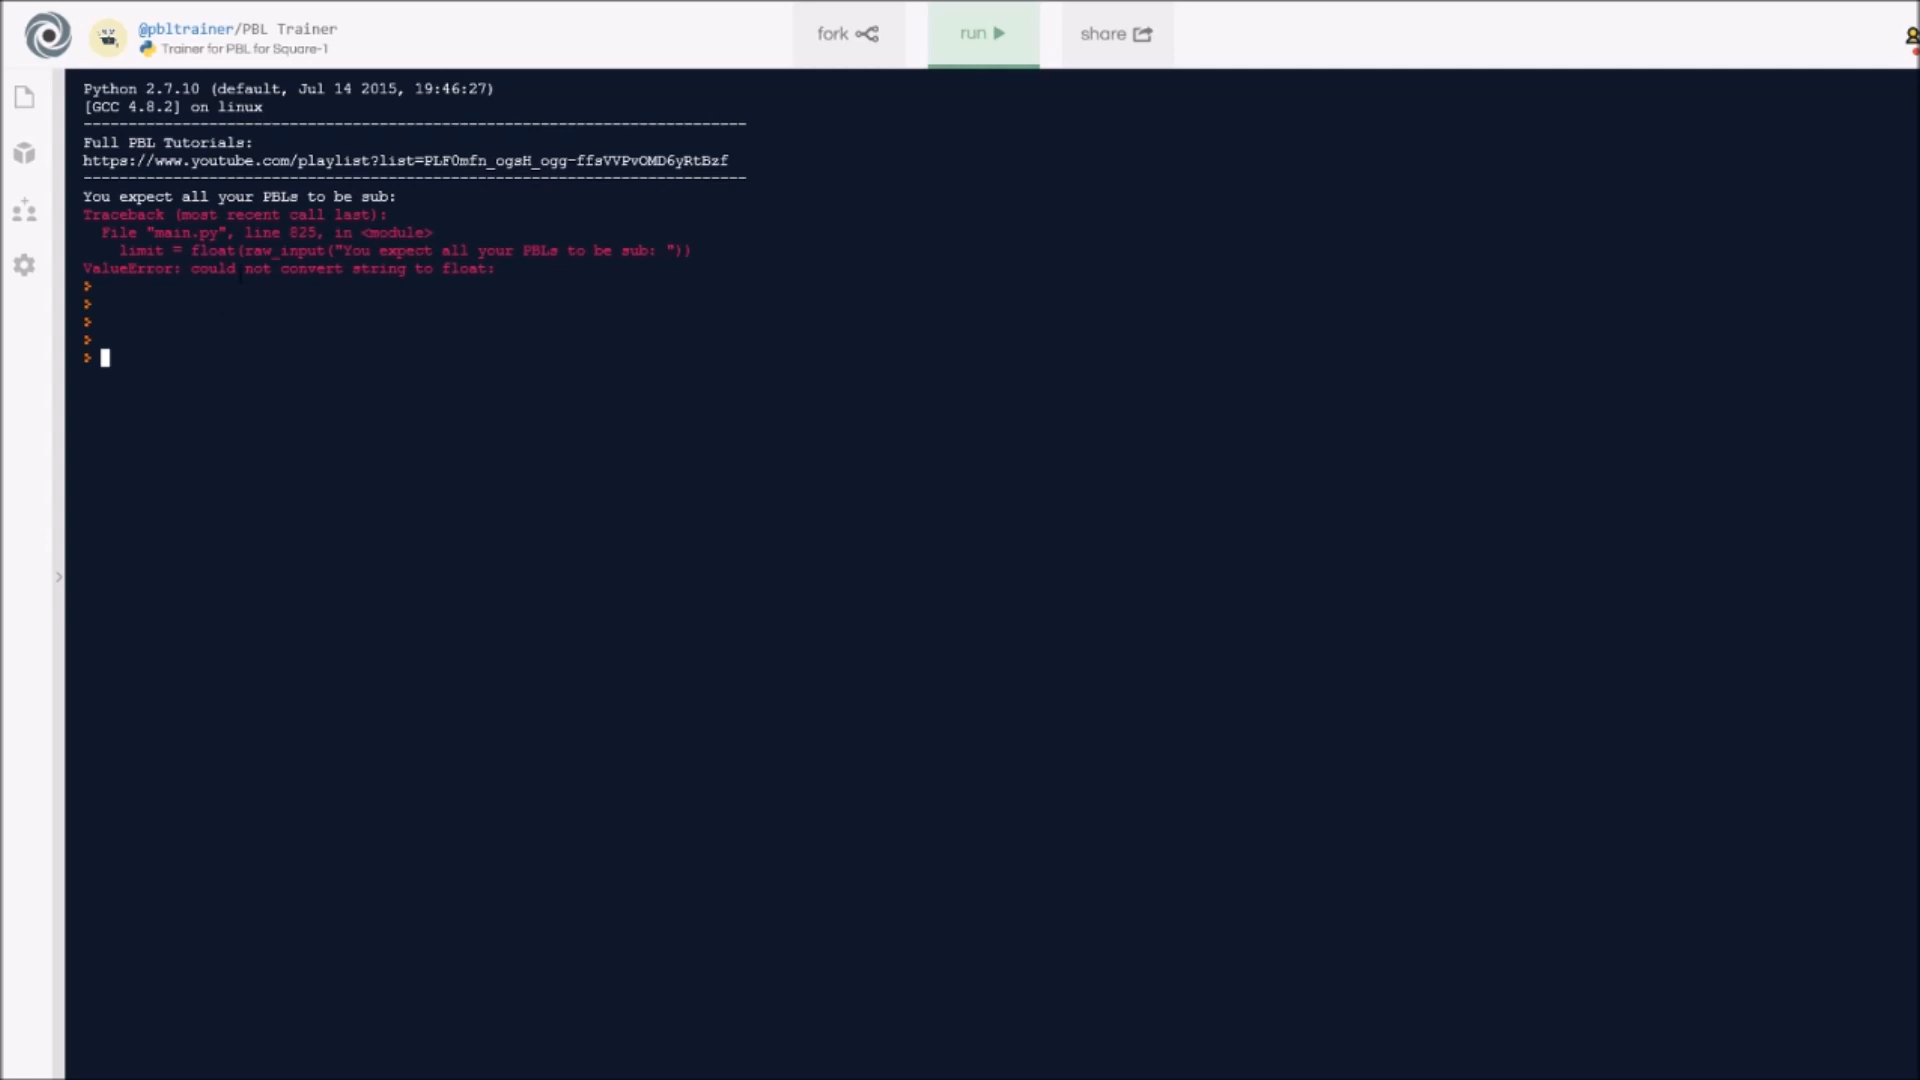 @pbltrainer/PBL Trainer
Trainer for PBL for Square-1
fork
run
share
Python 2.7.10 (default, Jul 14 2015, 19:46:27)
[GCC 4.8.2] on linux
--------------------------------------------------------------------------
Full PBL Tutorials:
https://www.youtube.com/playlist?list=PLF0mfn_ogsH_ogg-ffsVVPvOMD6yRtBzf
--------------------------------------------------------------------------
You expect all your PBLs to be sub:
Traceback (most recent call last):
File "main.py", line 825, in <module>
limit = float(raw_input("You expect all your PBLs to be sub: "))
ValueError: could not convert string to float:
>
>
>
>
>